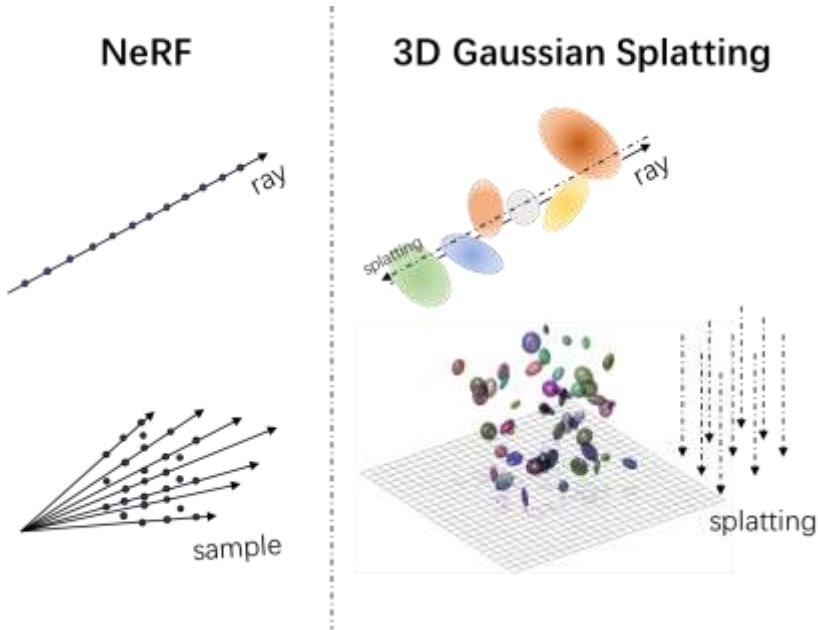 NeRF
3D Gaussian Splatting
ray
ray
splatting
sample
splatting